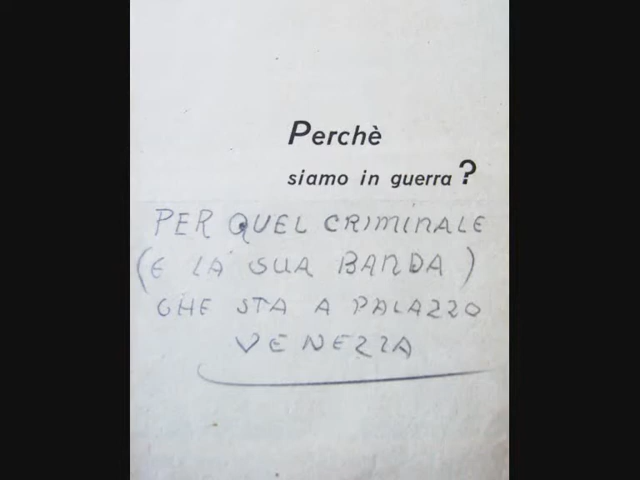 Perchè
siamo in guerra?
PER QUEL CRIMINALE
(E LA SUA BANDA)
CHE STA A PALAZZO
VENEZIA